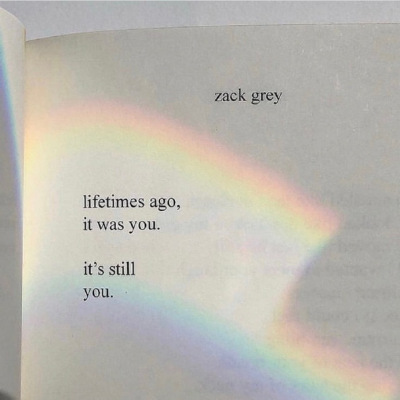 zack grey
lifetimes ago,
it was you.
it's still
you.